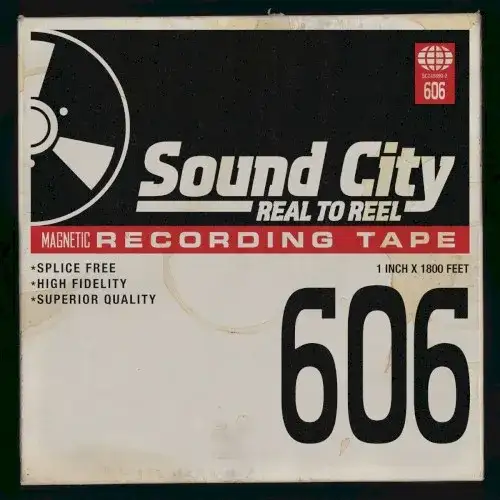 606
Sound City
REAL TO REEL
MAGNETIC RECORDING TAPE
*SPLICE FREE
*HIGH FIDELITY
*SUPERIOR QUALITY
1 INCH X 1800 FEET
606